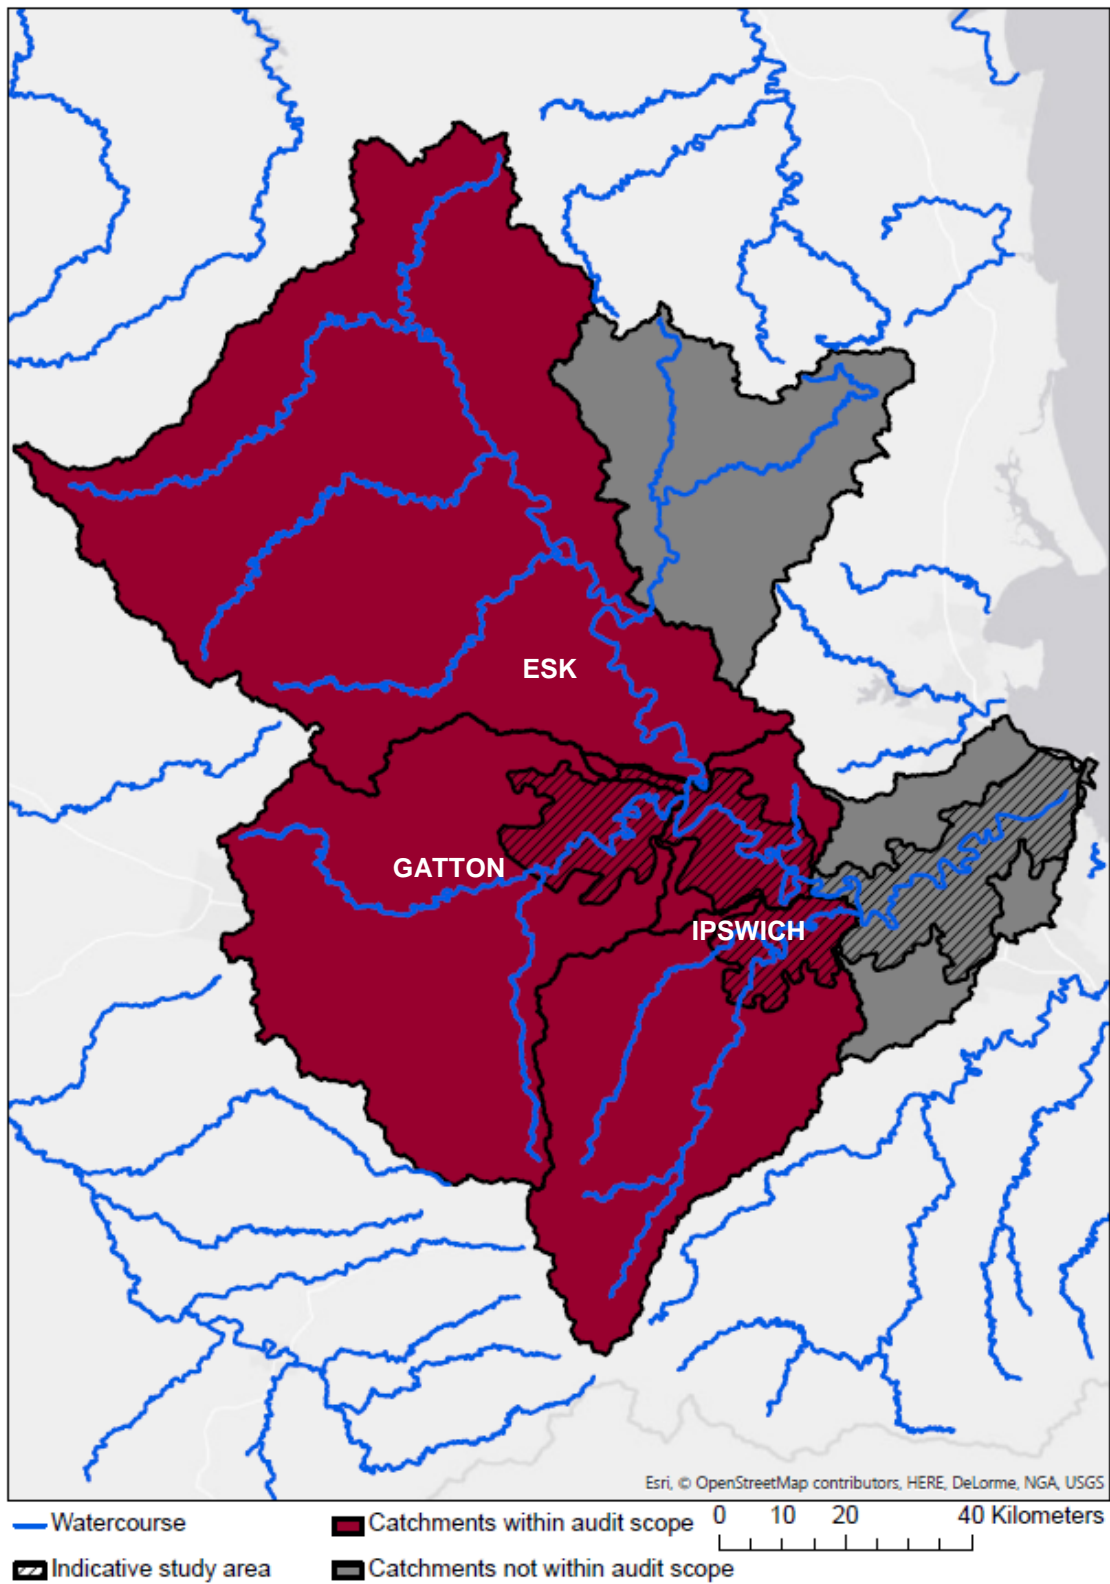 ESK
GATTON
IPSWICH
Esri, © OpenStreetMap contributors, HERE, DeLorme, NGA, USGS
Watercourse
Catchments within audit scope
0 10 20 40 Kilometers
Indicative study area
Catchments not within audit scope